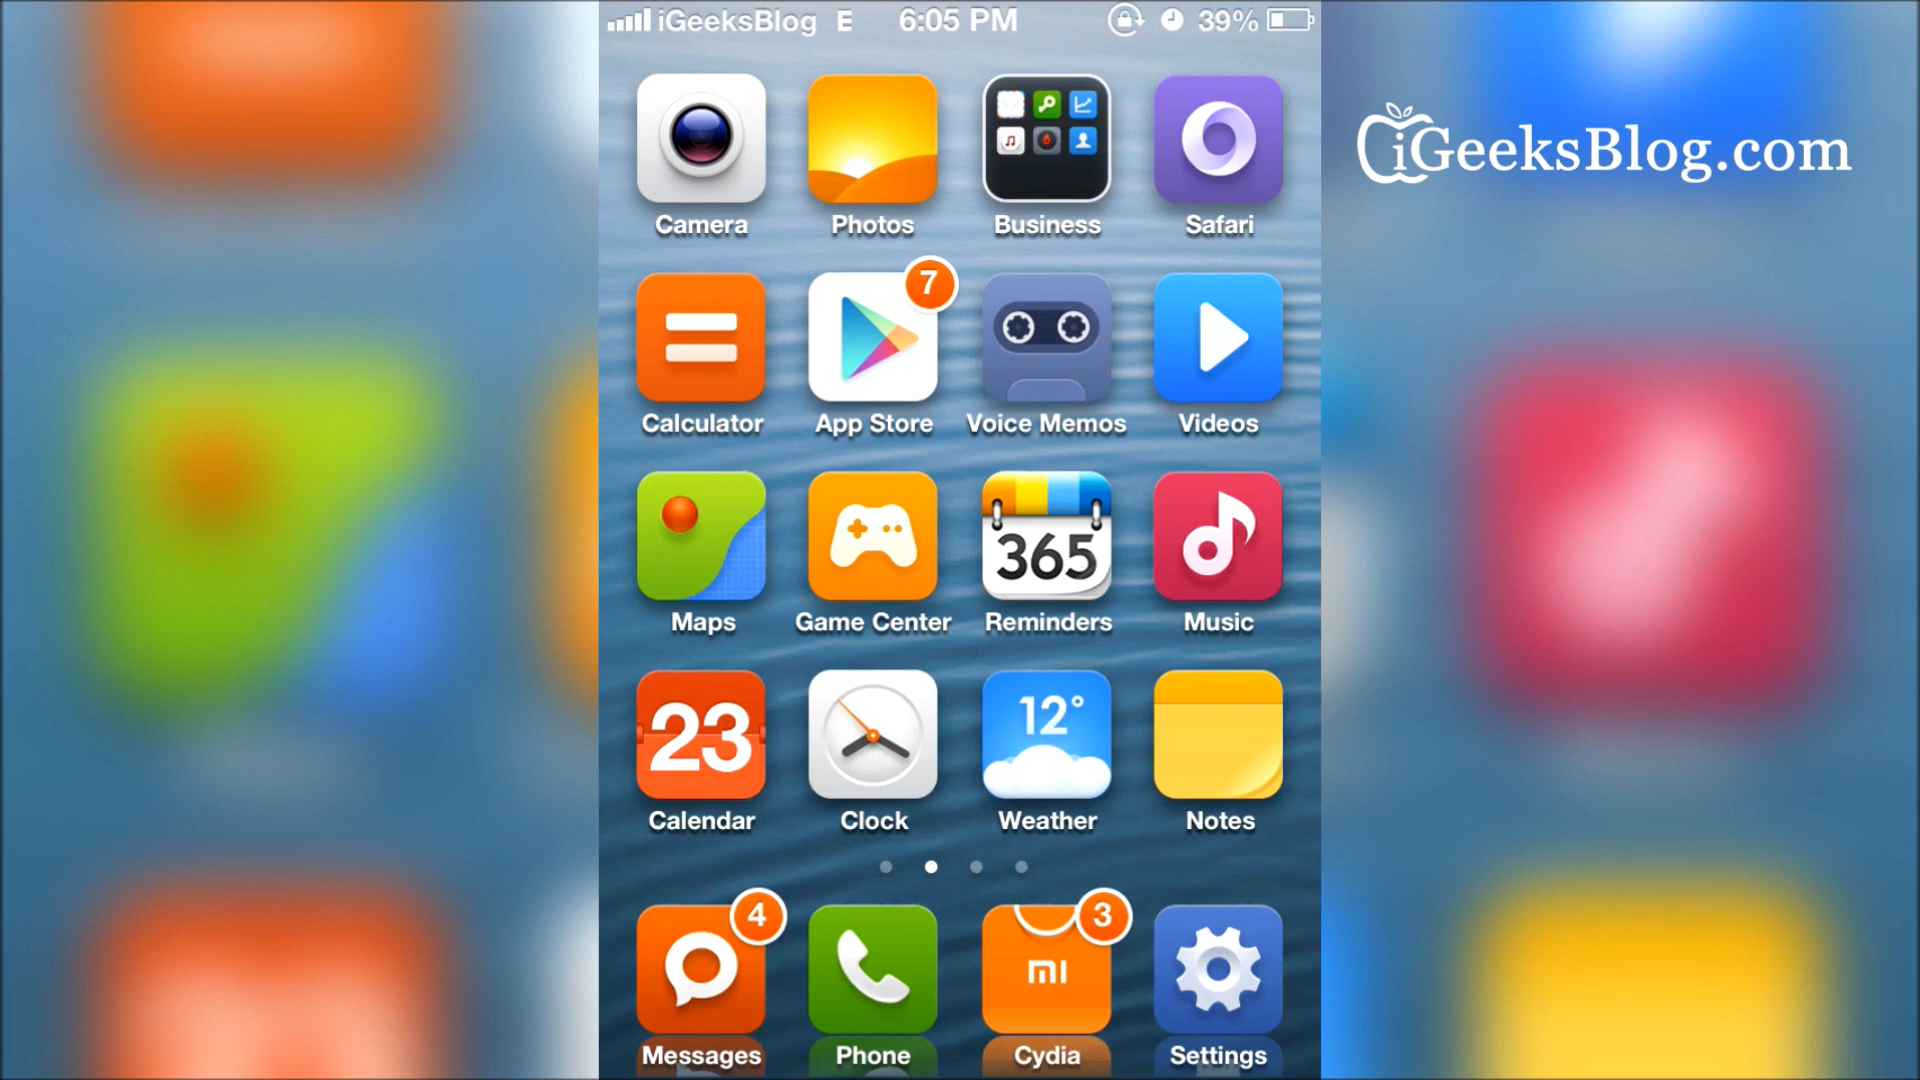 iGeeksBlog E 6:05 PM 39%
iGeeksBlog.com
Camera Photos Business Safari
7
Calculator App Store Voice Memos Videos
365
Maps Game Center Reminders Music
23 12°
Calendar Clock Weather Notes
4 3
mi
Messages Phone Cydia Settings